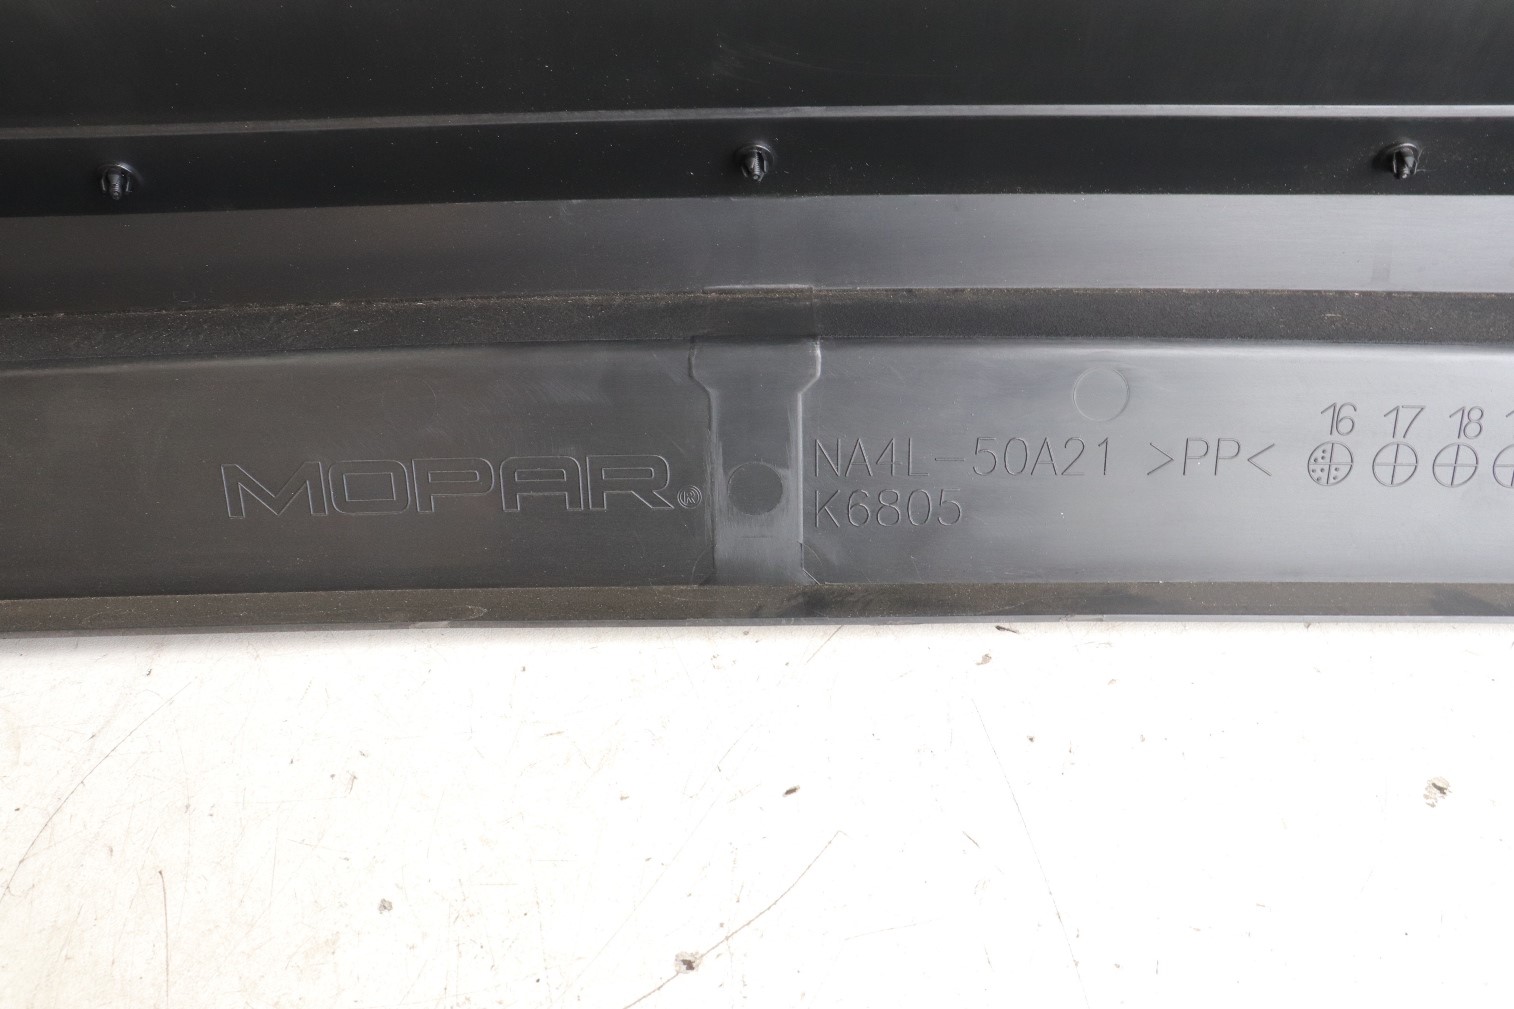 MOPAR®
NA4L-50A21 >PP<
K6805
16 17 18